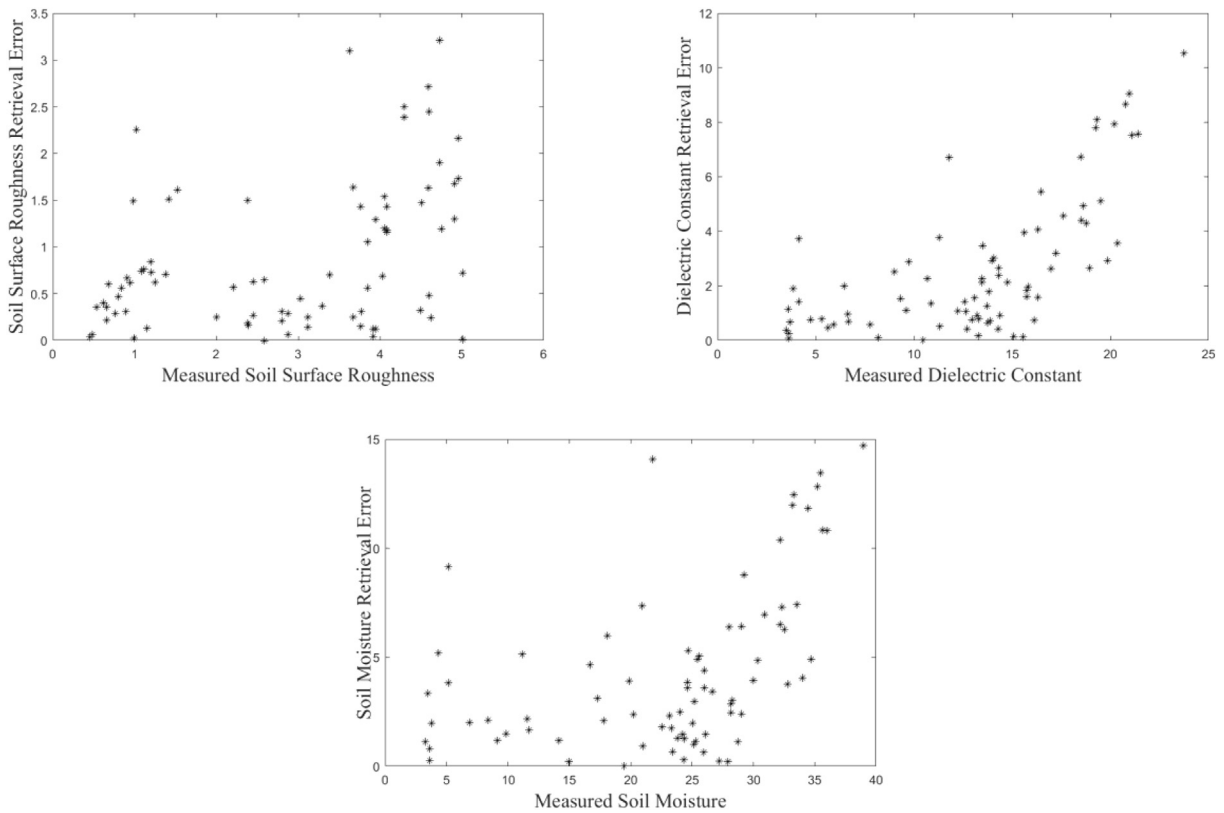 Soil Surface Roughness Retrieval Error
3.5
3
2.5
2
1.5
1
0.5
0
0 1 2 3 4 5 6
Measured Soil Surface Roughness
Dielectric Constant Retrieval Error
12
10
8
6
4
2
0
0 5 10 15 20 25
Measured Dielectric Constant
Soil Moisture Retrieval Error
15
10
5
0
0 5 10 15 20 25 30 35 40
Measured Soil Moisture